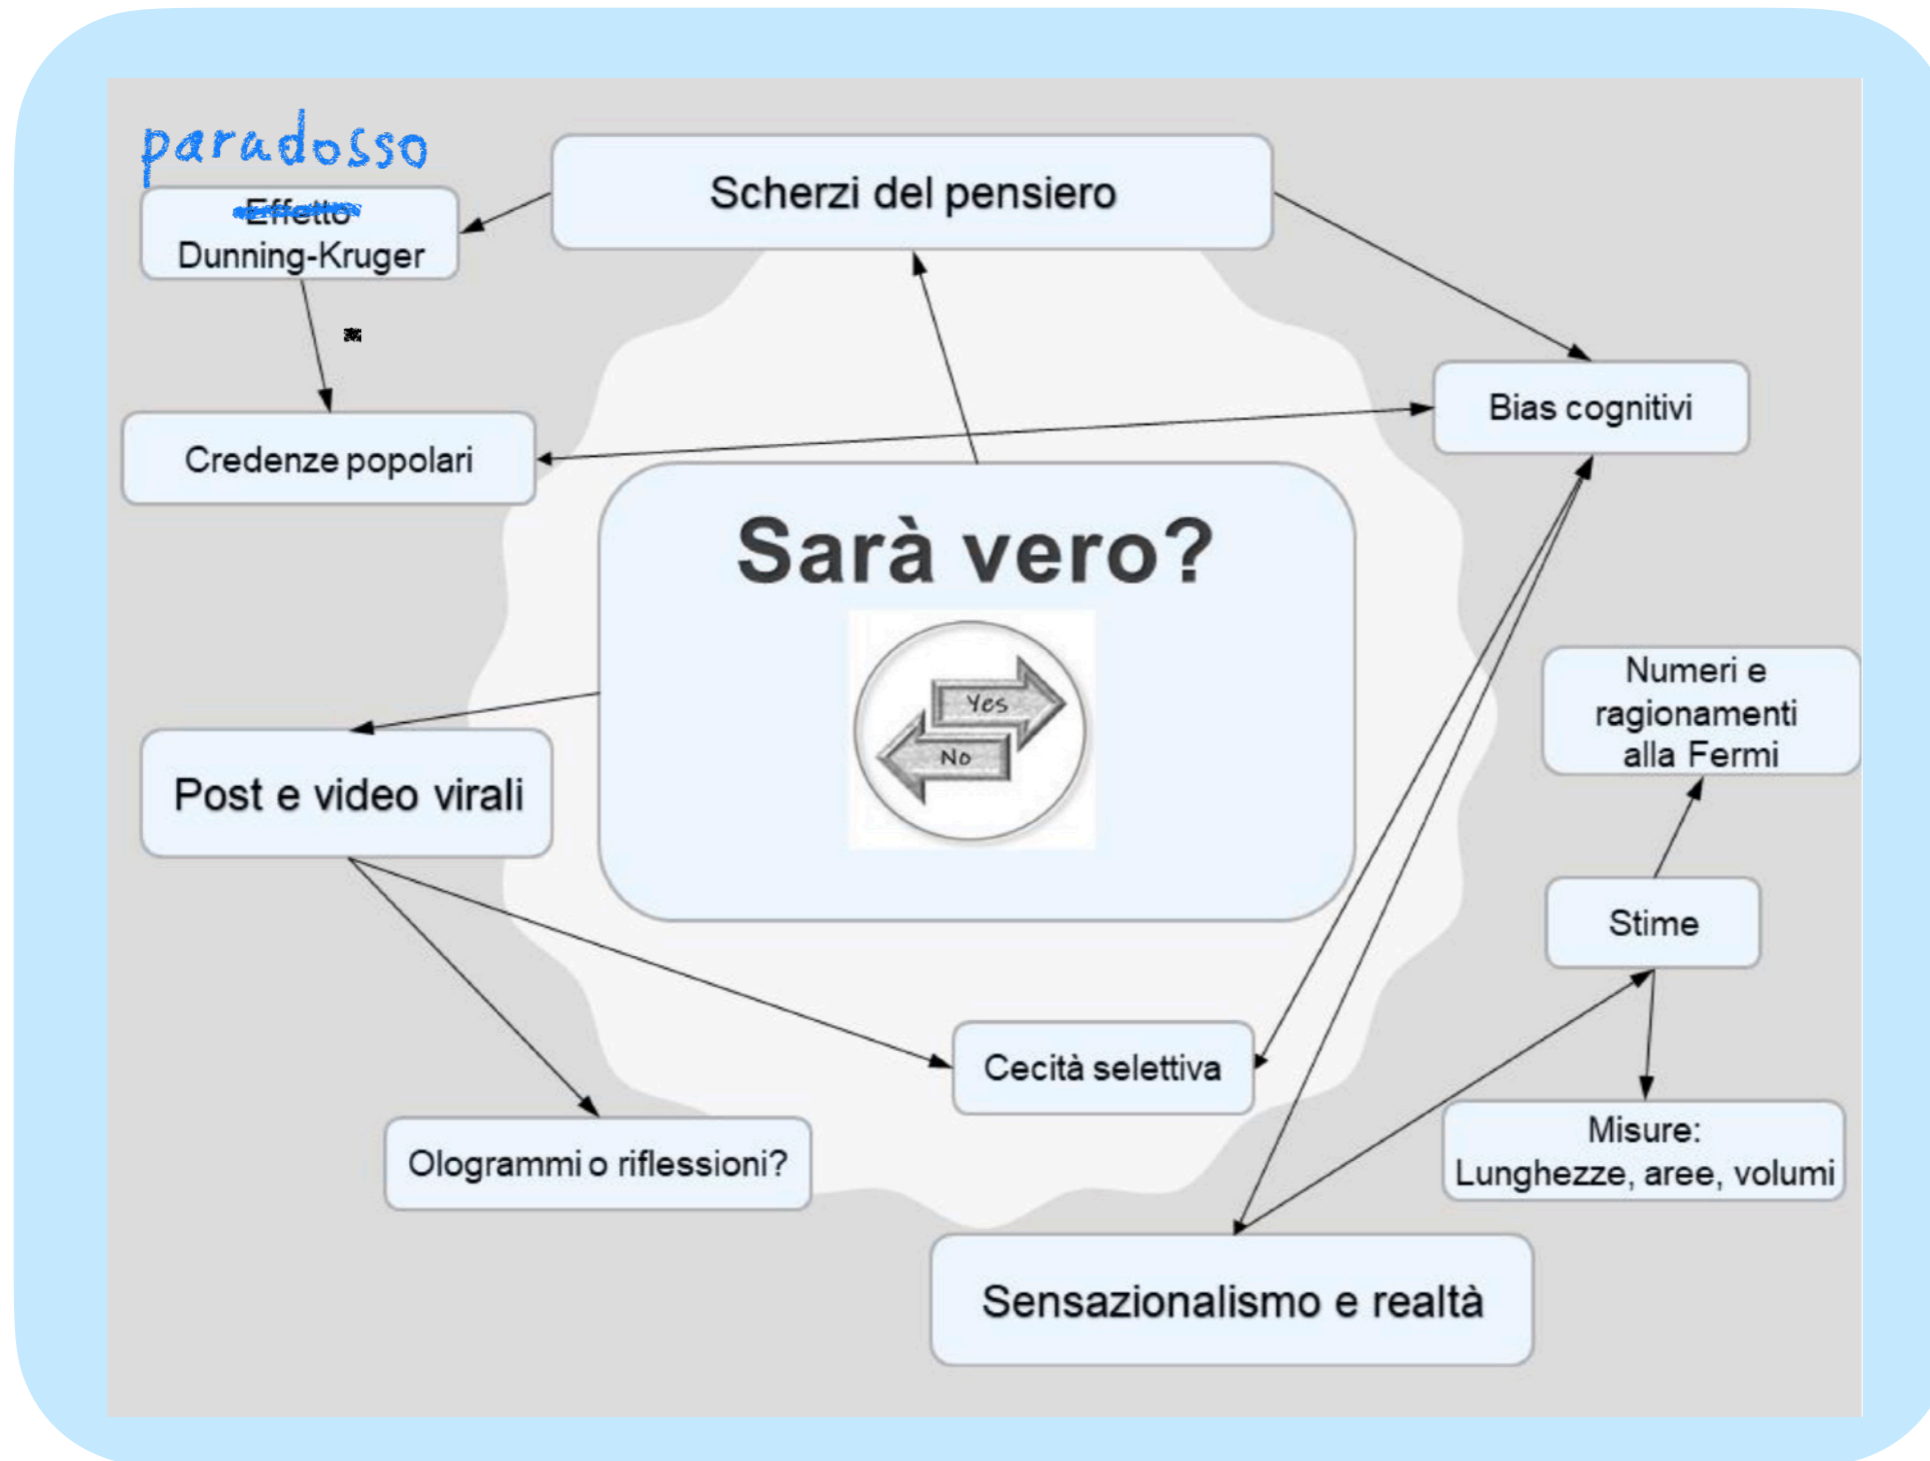 paradosso
Effetto
Dunning-Kruger
Scherzi del pensiero
Bias cognitivi
Credenze popolari
Sarà vero?
Yes
No
Numeri e
ragionamenti
alla Fermi
Post e video virali
Stime
Cecità selettiva
Misure:
Lunghezze, aree, volumi
Ologrammi o riflessioni?
Sensazionalismo e realtà